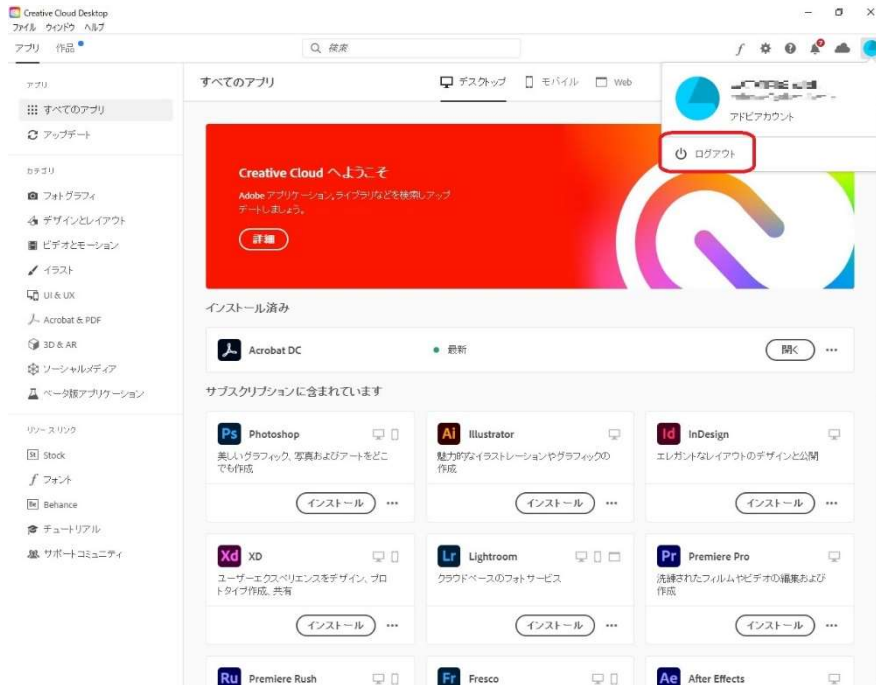 Creative Cloud Desktop
ファイル ウィンドウ ヘルプ
アプリ 作品
検索
アプリ
すべてのアプリ
アップデート
カテゴリ
フォトグラフィ
デザインとレイアウト
ビデオとモーション
イラスト
UI & UX
Acrobat & PDF
3D & AR
ソーシャルメディア
ベータ版アプリケーション
リソースリンク
St Stock
フォント
Be Behance
チュートリアル
サポートコミュニティ
すべてのアプリ
デスクトップ モバイル Web
アドビアカウント
ログアウト
Creative Cloud へようこそ
Adobe アプリケーション、ライブラリなどを検索しアップ
デートしましょう。
詳細
インストール済み
Acrobat DC 最新 開く
サブスクリプションに含まれています
Ps Photoshop
美しいグラフィック、写真およびアートをどこ
でも作成
インストール
Ai Illustrator
魅力的なイラストレーションやグラフィックの
作成
インストール
Id InDesign
エレガントなレイアウトのデザインと公開
インストール
Xd XD
ユーザーエクスペリエンスをデザイン、プロ
トタイプ作成、共有
インストール
Lr Lightroom
クラウドベースのフォトサービス
インストール
Pr Premiere Pro
洗練されたフィルムやビデオの編集および
作成
インストール
Ru Premiere Rush
Fr Fresco
Ae After Effects